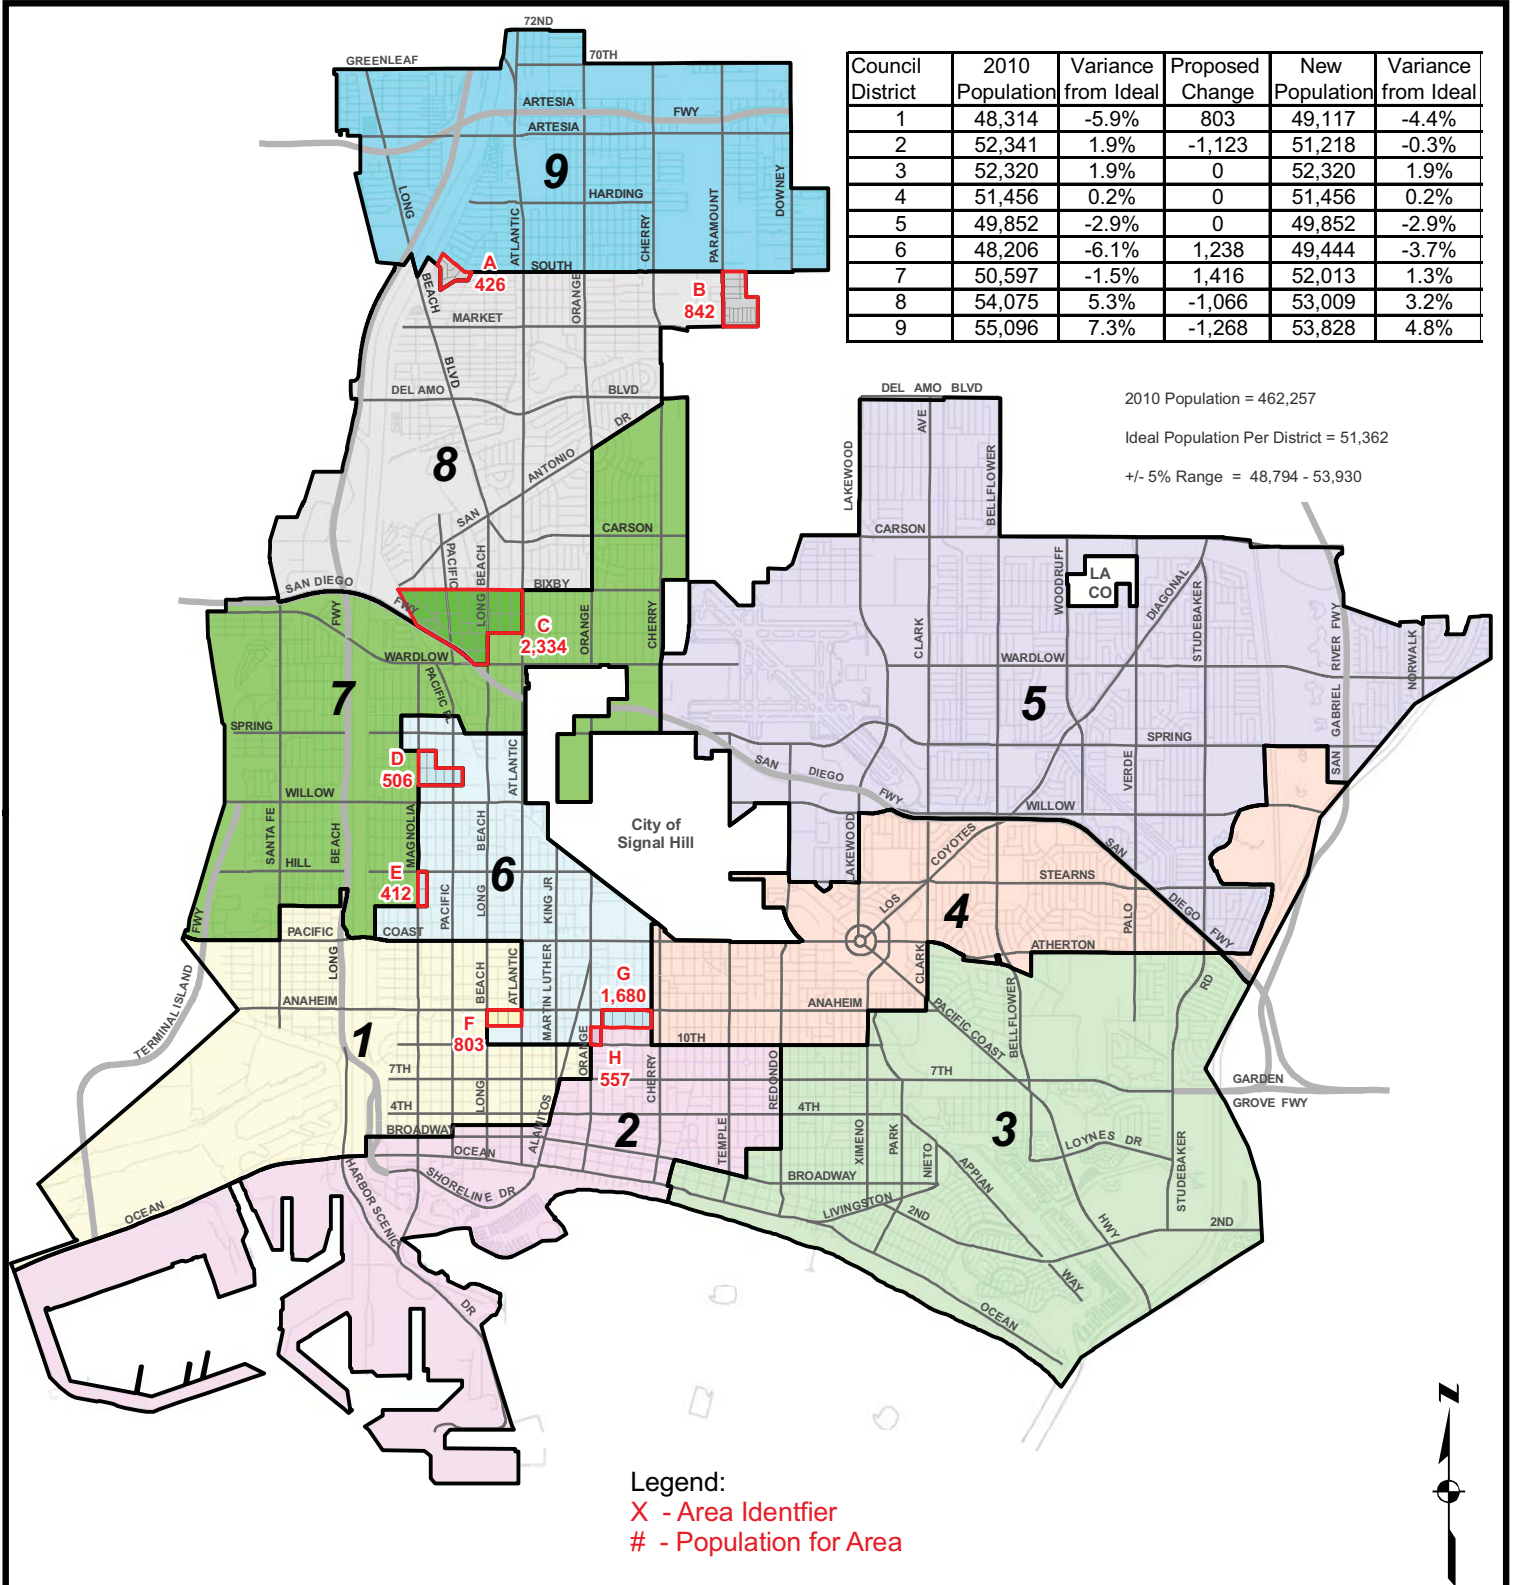 72ND
GREENLEAF
70TH
ARTESIA
FWY
ARTESIA
9
LONG
HARDING
ATLANTIC
CHERRY
PARAMOUNT
DOWNEY
Council District | 2010 Population | Variance from Ideal | Proposed Change | New Population | Variance from Ideal
1 48,314 -5.9% 803 49,117 -4.4%
2 52,341 1.9% -1,123 51,218 -0.3%
3 52,320 1.9% 0 52,320 1.9%
4 51,456 0.2% 0 51,456 0.2%
5 49,852 -2.9% 0 49,852 -2.9%
6 48,206 -6.1% 1,238 49,444 -3.7%
7 50,597 -1.5% 1,416 52,013 1.3%
8 54,075 5.3% -1,066 53,009 3.2%
9 55,096 7.3% -1,268 53,828 4.8%
2010 Population = 462,257
Ideal Population Per District = 51,362
+/- 5% Range = 48,794 - 53,930
A
426
SOUTH
BEACH
ORANGE
B
842
MARKET
BLVD
DEL AMO
BLVD
DR
8
ANTONIO
SAN
CARSON
PACIFIC
BEACH
LONG
BIXBY
SAN DIEGO
FWY
FWY
C
2,334
ORANGE
CHERRY
WARDLOW
PACIFIC PL
7
SPRING
D
506
ATLANTIC
WILLOW
SANTA FE
BEACH
MAGNOLIA
BEACH
HILL
E
412
6
PACIFIC
LONG
KING JR
FWY
PACIFIC
COAST
LONG
City of
Signal Hill
DEL AMO BLVD
LAKEWOOD
AVE
BELLFLOWER
CARSON
WOODRUFF
LA
CO
DIAGONAL
STUDEBAKER
CLARK
WARDLOW
SAN GABRIEL RIVER FWY
NORWALK
5
SPRING
SAN
DIEGO
FWY
VERDE
WILLOW
LAKEWOOD
COYOTES
SAN
STEARNS
LOS
4
PALO
DIEGO
FWY
ATHERTON
CLARK
RD
TERMINAL ISLAND
ANAHEIM
BEACH
ATLANTIC
MARTIN LUTHER
G
1,680
ANAHEIM
PACIFIC COAST
BELLFLOWER
1
F
803
ORANGE
10TH
H
557
CHERRY
REDONDO
7TH
7TH
GARDEN
GROVE FWY
LONG
4TH
4TH
BROADWAY
ALAMITOS
2
TEMPLE
XIMENO
PARK
NIETO
3
LOYNES DR
OCEAN
BROADWAY
APPIAN
STUDEBAKER
SHORELINE DR
HARBOR SCENIC
LIVINGSTON
2ND
HWY
2ND
OCEAN
WAY
DR
OCEAN
Z
Legend:
X - Area Identfier
# - Population for Area